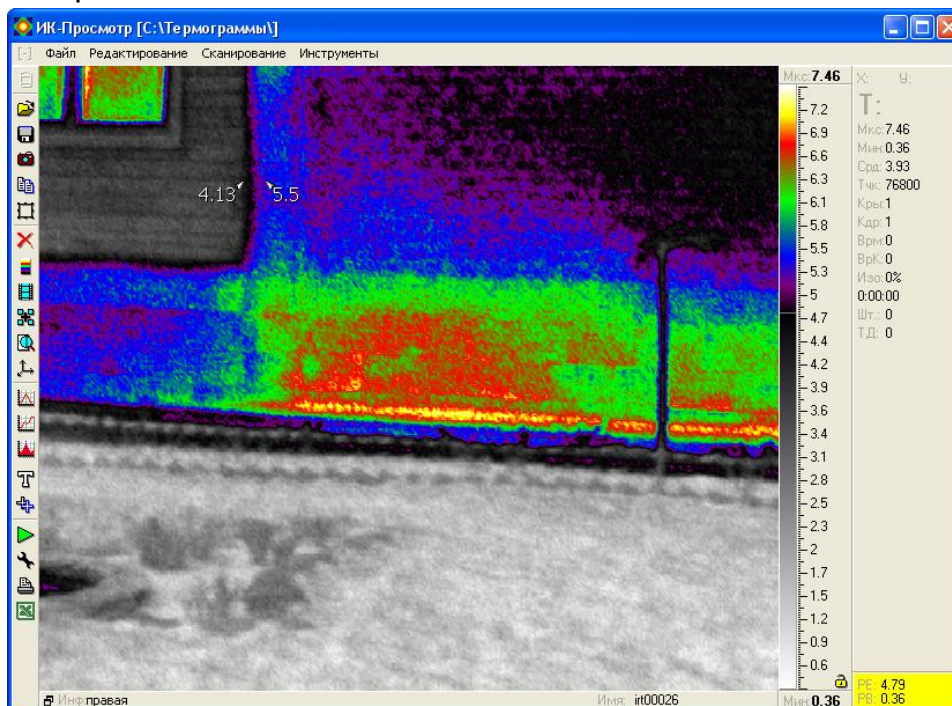 ИК-Просмотр [C:\Термограммы\]
[-] Файл Редактирование Сканирование Инструменты
4.13 5.5
Мкс:7.46
7.2
6.9
6.6
6.3
6.1
5.8
5.5
5.3
5
4.7
4.4
4.2
3.9
3.6
3.4
3.1
2.8
2.5
2.3
2
1.7
1.5
1.2
0.9
0.6
Мин:0.36
X: У:
T:
Мкс:7.46
Мин:0.36
Срд: 3.93
Тчк: 76800
Кры:1
Кдр: 1
Врм:0
ВрК: 0
Изо:0%
0:00:00
Шт.: 0
ТД: 0
РЕ: 4.79
РВ: 0.36
Инф:правая Имя: irt00026